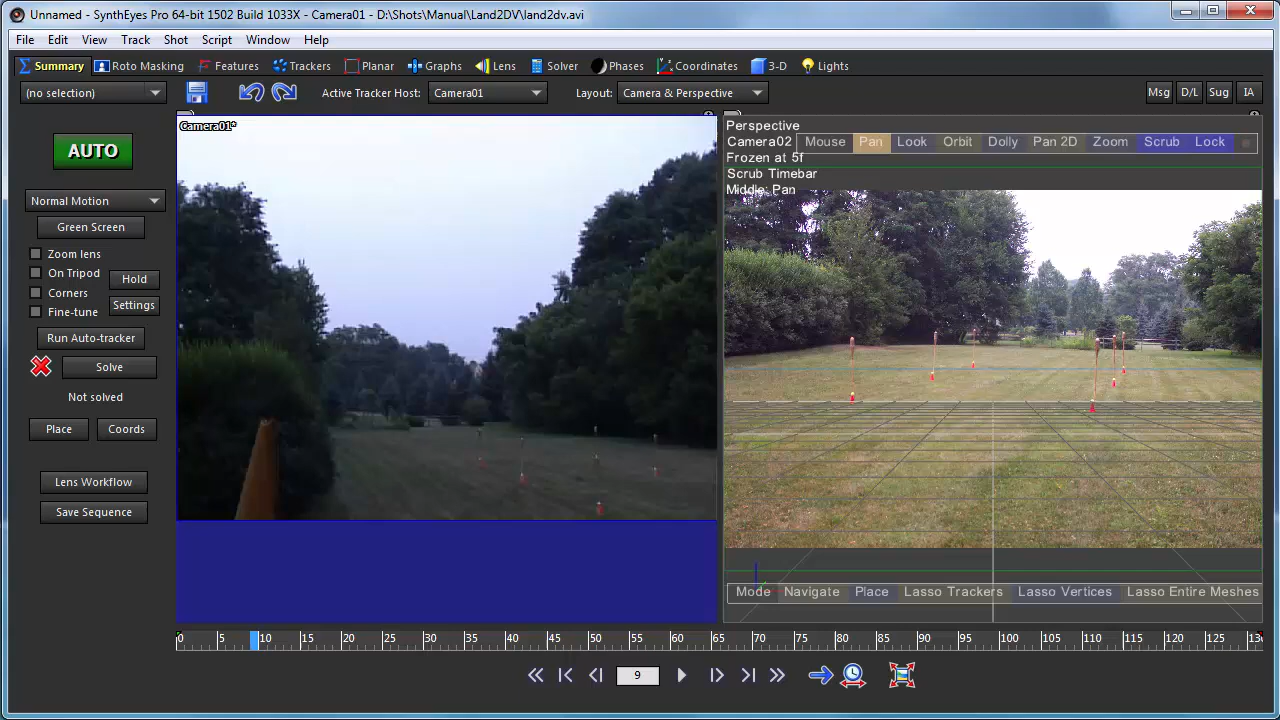 Unnamed - SynthEyes Pro 64-bit 1502 Build 1033X - Camera01 - D:\Shots\Manual\Land2DV\land2dv.avi
File Edit View Track Shot Script Window Help
Summary Roto Masking Features Trackers Planar Graphs Lens Solver Phases Coordinates 3-D Lights
(no selection) Active Tracker Host: Camera01 Layout: Camera & Perspective Msg D/L Sug IA
Camera01*
Perspective
Camera02 Mouse Pan Look Orbit Dolly Pan 2D Zoom Scrub Lock
Frozen at 5f
Scrub Timebar
Middle: Pan
AUTO
Normal Motion
Green Screen
Zoom lens
On Tripod
Hold
Corners
Settings
Fine-tune
Run Auto-tracker
Solve
Not solved
Place Coords
Lens Workflow
Save Sequence
Mode Navigate Place Lasso Trackers Lasso Vertices Lasso Entire Meshes
0 5 10 15 20 25 30 35 40 45 50 55 60 65 70 75 80 85 90 95 100 105 110 115 120 125
9